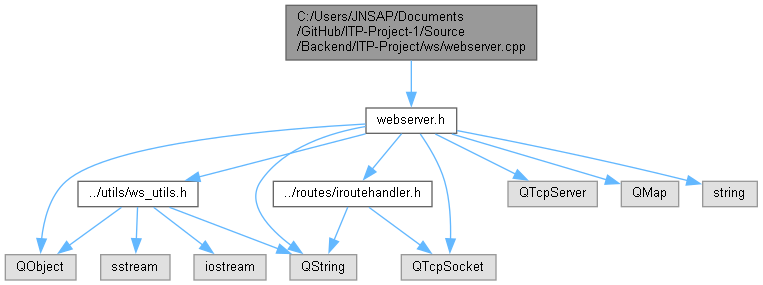 C:/Users/JNSAP/Documents
/GitHub/ITP-Project-1/Source
/Backend/ITP-Project/ws/webserver.cpp
webserver.h
../utils/ws_utils.h
../routes/iroutehandler.h
QTcpServer
QMap
string
QObject
sstream
iostream
QString
QTcpSocket